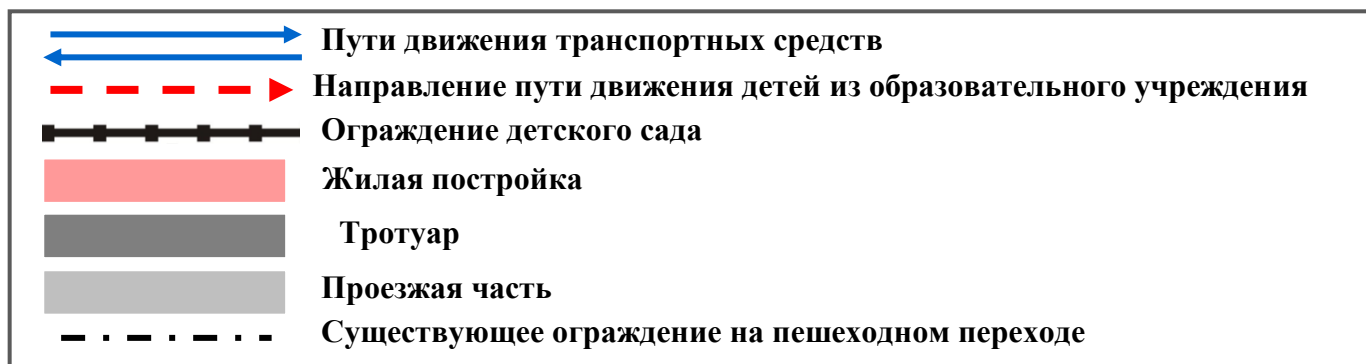 Пути движения транспортных средств
Направление пути движения детей из образовательного учреждения
Ограждение детского сада
Жилая постройка
Тротуар
Проезжая часть
Существующее ограждение на пешеходном переходе